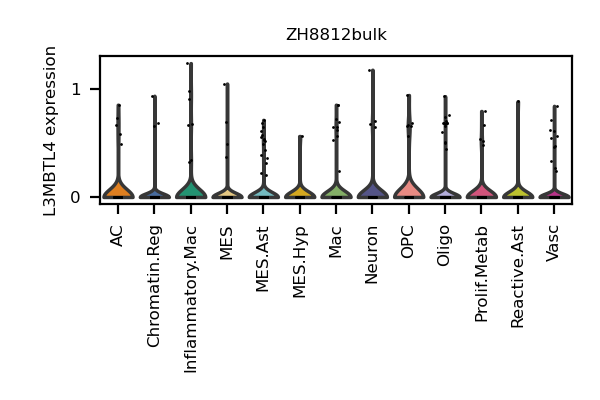 ZH8812bulk
L3MBTL4 expression
1
0
AC
Chromatin.Reg
Inflammatory.Mac
MES
MES.Ast
MES.Hyp
Mac
Neuron
OPC
Oligo
Prolif.Metab
Reactive.Ast
Vasc